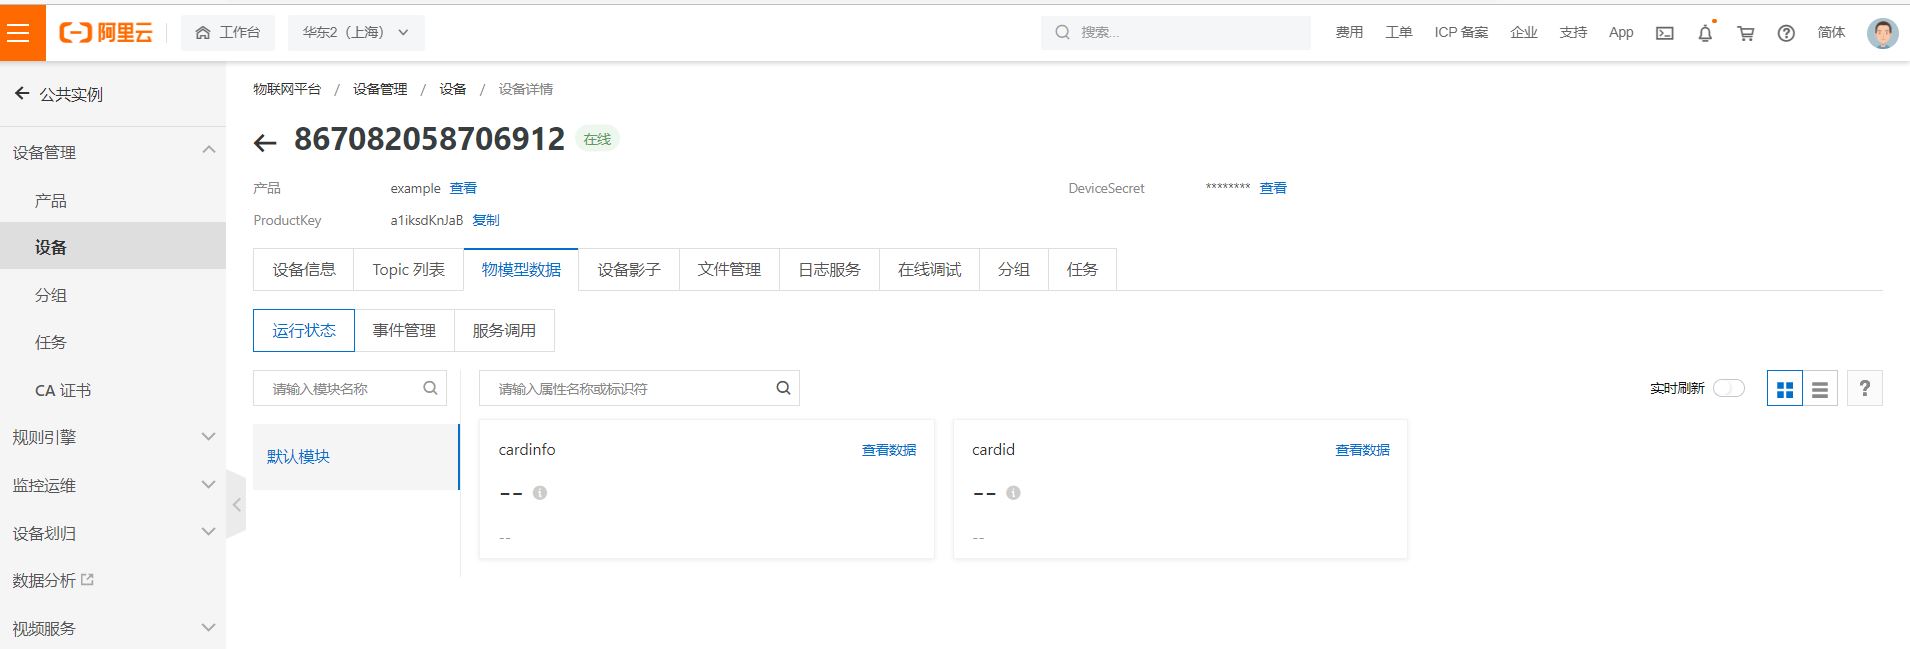 阿里云 工作台 华东2（上海） 搜索... 费用 工单 ICP 备案 企业 支持 App 简体
公共实例
设备管理
产品
设备
分组
任务
CA 证书
规则引擎
监控运维
设备划归
数据分析
视频服务
物联网平台 / 设备管理 / 设备 / 设备详情
867082058706912 在线
产品 example 查看 DeviceSecret ******** 查看
ProductKey a1iksdKnJaB 复制
设备信息 Topic 列表 物模型数据 设备影子 文件管理 日志服务 在线调试 分组 任务
运行状态 事件管理 服务调用
请输入模块名称 请输入属性名称或标识符 实时刷新 ?
默认模块
cardinfo 查看数据
--
--
cardid 查看数据
--
--